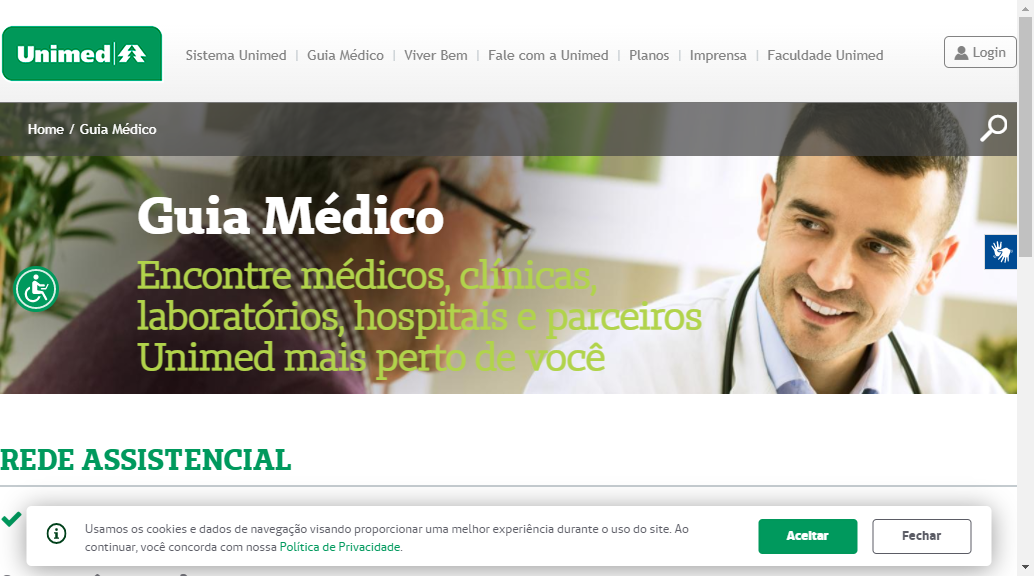 Unimed
Sistema Unimed | Guia Médico | Viver Bem | Fale com a Unimed | Planos | Imprensa | Faculdade Unimed
Login
Home / Guia Médico
Guia Médico
Encontre médicos, clínicas,
laboratórios, hospitais e parceiros
Unimed mais perto de você
REDE ASSISTENCIAL
Usamos os cookies e dados de navegação visando proporcionar uma melhor experiência durante o uso do site. Ao
continuar, você concorda com nossa Política de Privacidade.
Aceitar
Fechar